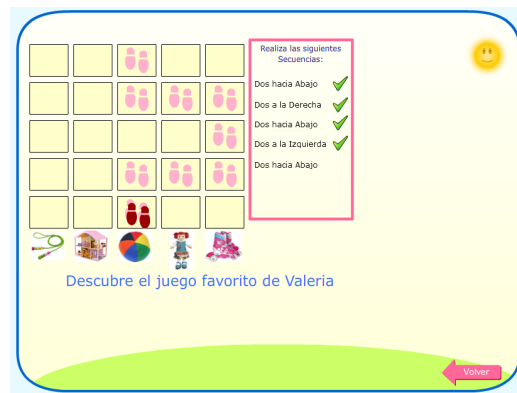 Realiza las siguientes
Secuencias:
Dos hacia Abajo
Dos a la Derecha
Dos hacia Abajo
Dos a la Izquierda
Dos hacia Abajo
Descubre el juego favorito de Valeria
Volver